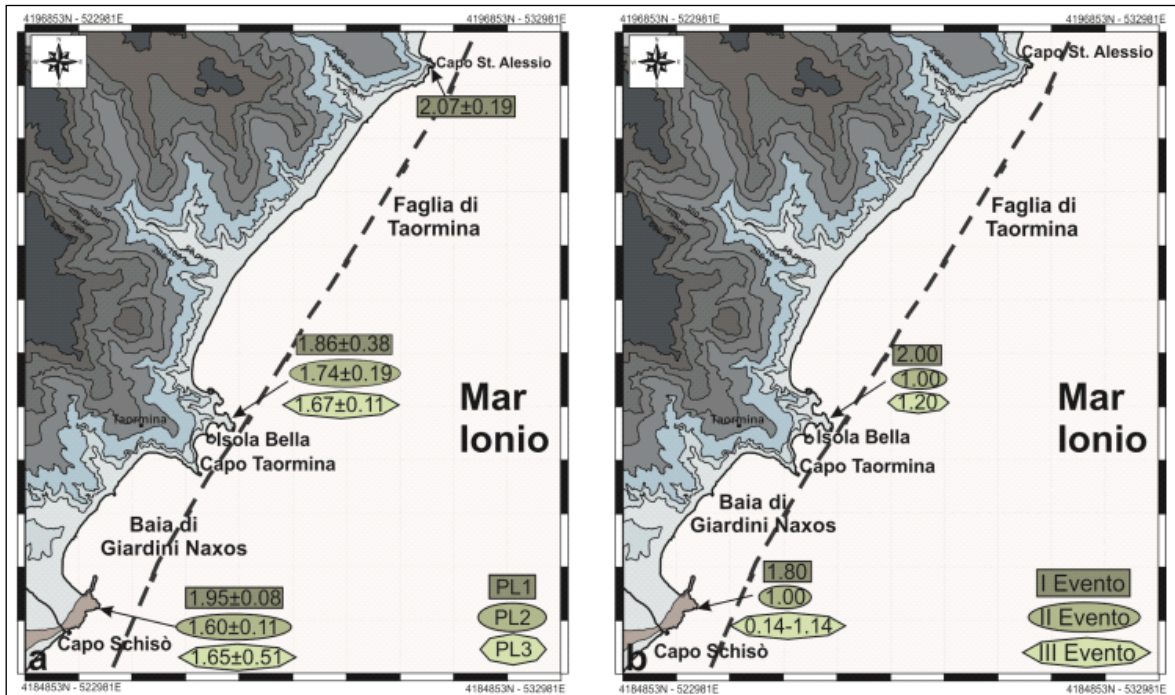 4196853N - 522981E
4196853N - 532981E
Capo St. Alessio
2.07±0.19
Faglia di
Taormina
1.86±0.38
1.74±0.19
1.67±0.11
Mar
Ionio
Taormina
Isola Bella
Capo Taormina
Baia di
Giardini Naxos
1.95±0.08
1.60±0.11
1.65±0.51
PL1
PL2
PL3
Capo Schisò
a
4184853N - 522981E
4184853N - 532981E
4196853N - 522981E
4196853N - 532981E
Capo St. Alessio
Faglia di
Taormina
2.00
1.00
1.20
Mar
Ionio
Taormina
Isola Bella
Capo Taormina
Baia di
Giardini Naxos
1.80
1.00
0.14-1.14
I Evento
II Evento
III Evento
Capo Schisò
b
4184853N - 522981E
4184853N - 532981E